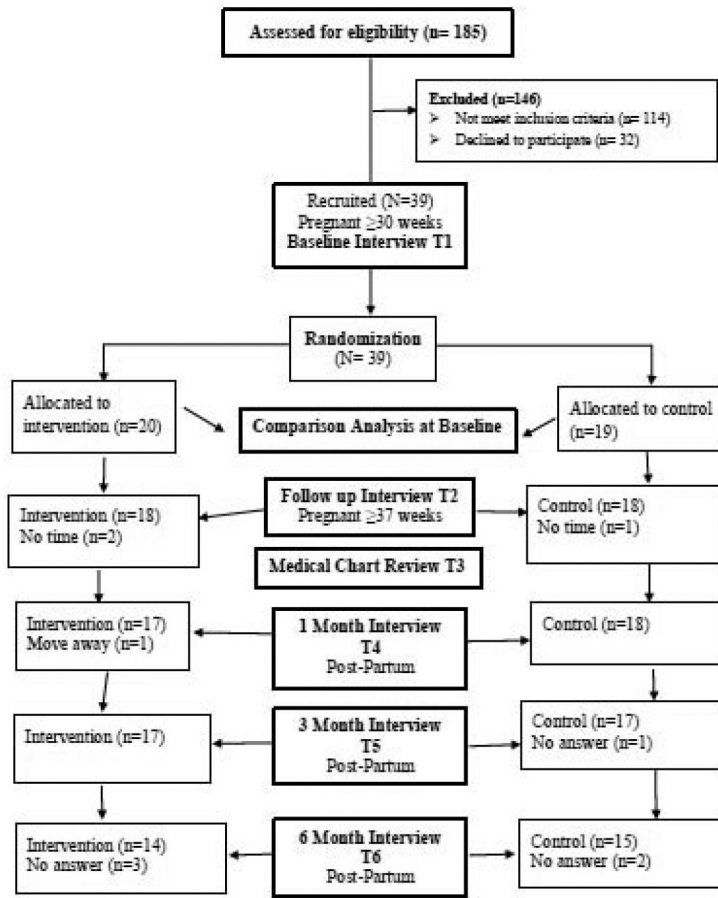 Assessed for eligibility (n= 185)
Excluded (n=146)
➤ Not meet inclusion criteria (n= 114)
➤ Declined to participate (n= 32)
Recruited (N=39)
Pregnant ≥30 weeks
Baseline Interview T1
Randomization
(N= 39)
Allocated to
intervention (n=20)
Comparison Analysis at Baseline
Allocated to control
(n=19)
Intervention (n=18)
No time (n=2)
Follow up Interview T2
Pregnant ≥37 weeks
Control (n=18)
No time (n=1)
Medical Chart Review T3
Intervention (n=17)
Move away (n=1)
1 Month Interview
T4
Post-Partum
Control (n=18)
Intervention (n=17)
3 Month Interview
T5
Post-Partum
Control (n=17)
No answer (n=1)
Intervention (n=14)
No answer (n=3)
6 Month Interview
T6
Post-Partum
Control (n=15)
No answer (n=2)